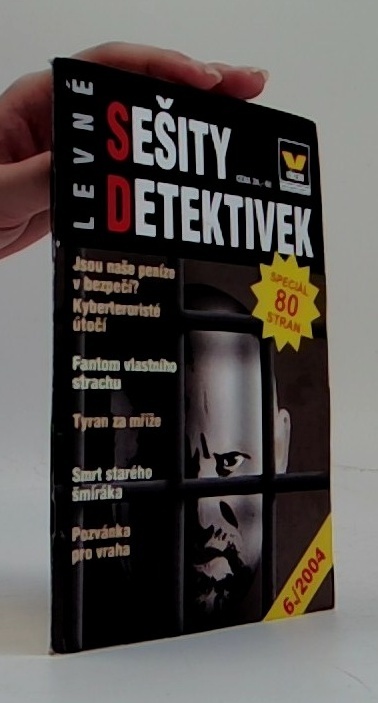 LEVNÉ
SEŠITY
DETEKTIVEK
Jsou naše peníze
v bezpečí?
Kyberteroristé
útočí
SPECIÁL
80
STRAN
Fantom vlastního
strachu
Tyran za mříže
Smrt starého
šmíráka
Pozvánka
pro vraha
6./2004